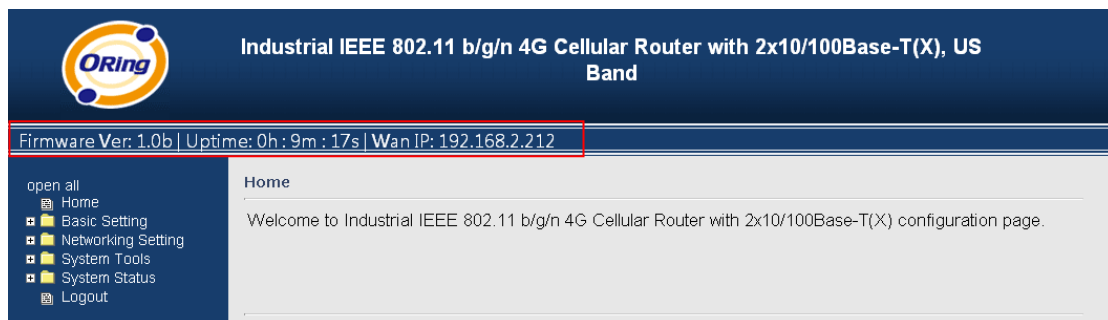 ORing
Industrial IEEE 802.11 b/g/n 4G Cellular Router with 2x10/100Base-T(X), US
Band
Firmware Ver: 1.0b | Uptime: 0h : 9m : 17s | Wan IP: 192.168.2.212
open all
Home
Basic Setting
Networking Setting
System Tools
System Status
Logout
Home
Welcome to Industrial IEEE 802.11 b/g/n 4G Cellular Router with 2x10/100Base-T(X) configuration page.